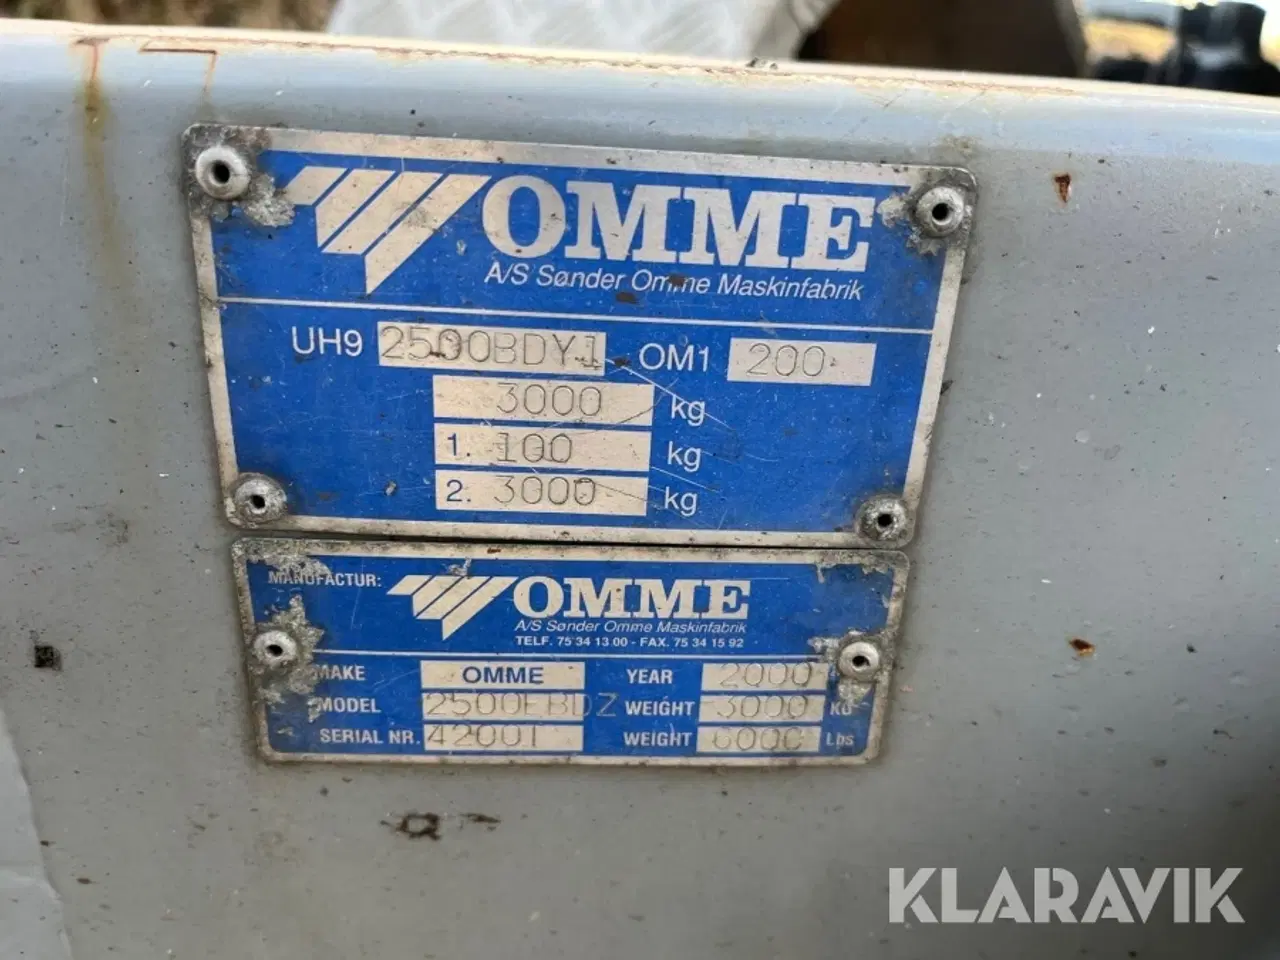 OMME
A/S Sønder Omme Maskinfabrik
UH9 2500BDY1 OM1 200
3000 kg
1. 100 kg
2. 3000 kg
MANUFACTUR: OMME
A/S Sønder Omme Maskinfabrik
TELF. 75 34 13 00 - FAX. 75 34 15 92
MAKE OMME YEAR 2000
MODEL 2500EBDZ WEIGHT 3000 KG
SERIAL NR. 42001 WEIGHT 6000 Lbs
KLARAVIK